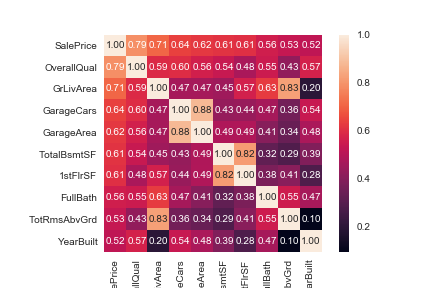 SalePrice 1.00 0.79 0.71 0.64 0.62 0.61 0.61 0.56 0.53 0.52
OverallQual 0.79 1.00 0.59 0.60 0.56 0.54 0.48 0.55 0.43 0.57
GrLivArea 0.71 0.59 1.00 0.47 0.47 0.45 0.57 0.63 0.83 0.20
GarageCars 0.64 0.60 0.47 1.00 0.88 0.43 0.44 0.47 0.36 0.54
GarageArea 0.62 0.56 0.47 0.88 1.00 0.49 0.49 0.41 0.34 0.48
TotalBsmtSF 0.61 0.54 0.45 0.43 0.49 1.00 0.82 0.32 0.29 0.39
1stFlrSF 0.61 0.48 0.57 0.44 0.49 0.82 1.00 0.38 0.41 0.28
FullBath 0.56 0.55 0.63 0.47 0.41 0.32 0.38 1.00 0.55 0.47
TotRmsAbvGrd 0.53 0.43 0.83 0.36 0.34 0.29 0.41 0.55 1.00 0.10
YearBuilt 0.52 0.57 0.20 0.54 0.48 0.39 0.28 0.47 0.10 1.00
ePrice
allQual
ivArea
eCars
eArea
smtSF
tFlrSF
ullBath
bvGrd
arBuilt
1.0
0.8
0.6
0.4
0.2